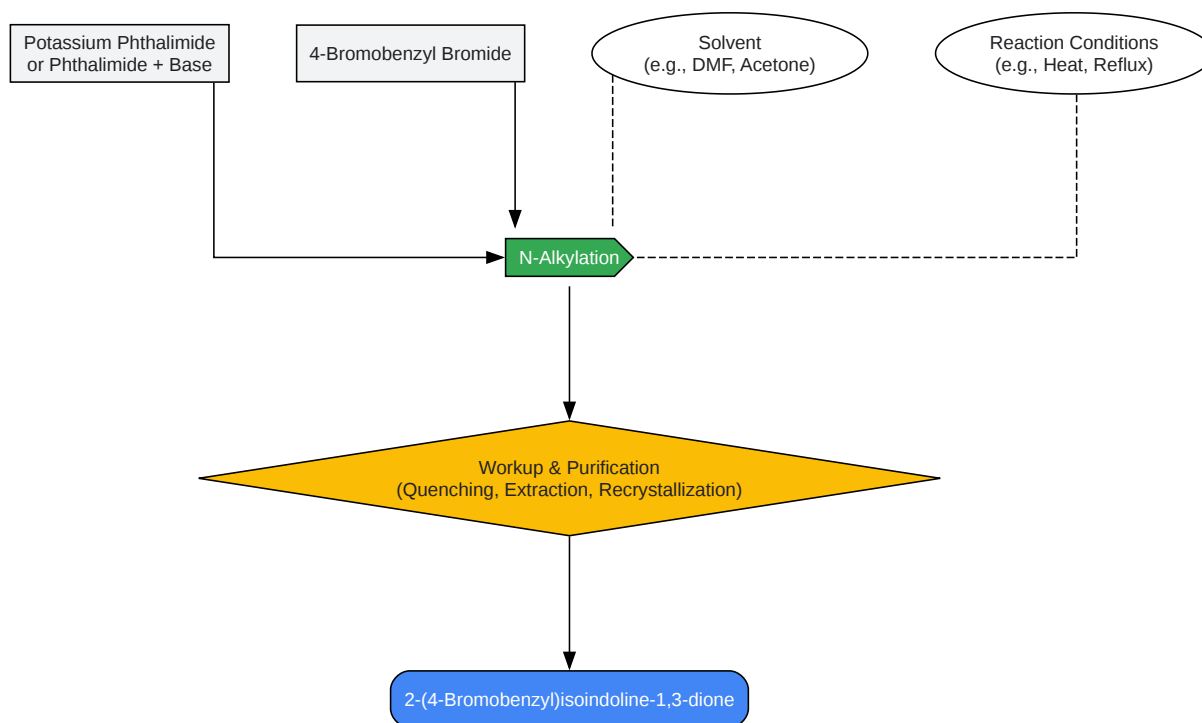 Potassium Phthalimide
or Phthalimide + Base
4-Bromobenzyl Bromide
Solvent
(e.g., DMF, Acetone)
Reaction Conditions
(e.g., Heat, Reflux)
N-Alkylation
Workup & Purification
(Quenching, Extraction, Recrystallization)
2-(4-Bromobenzyl)isoindoline-1,3-dione